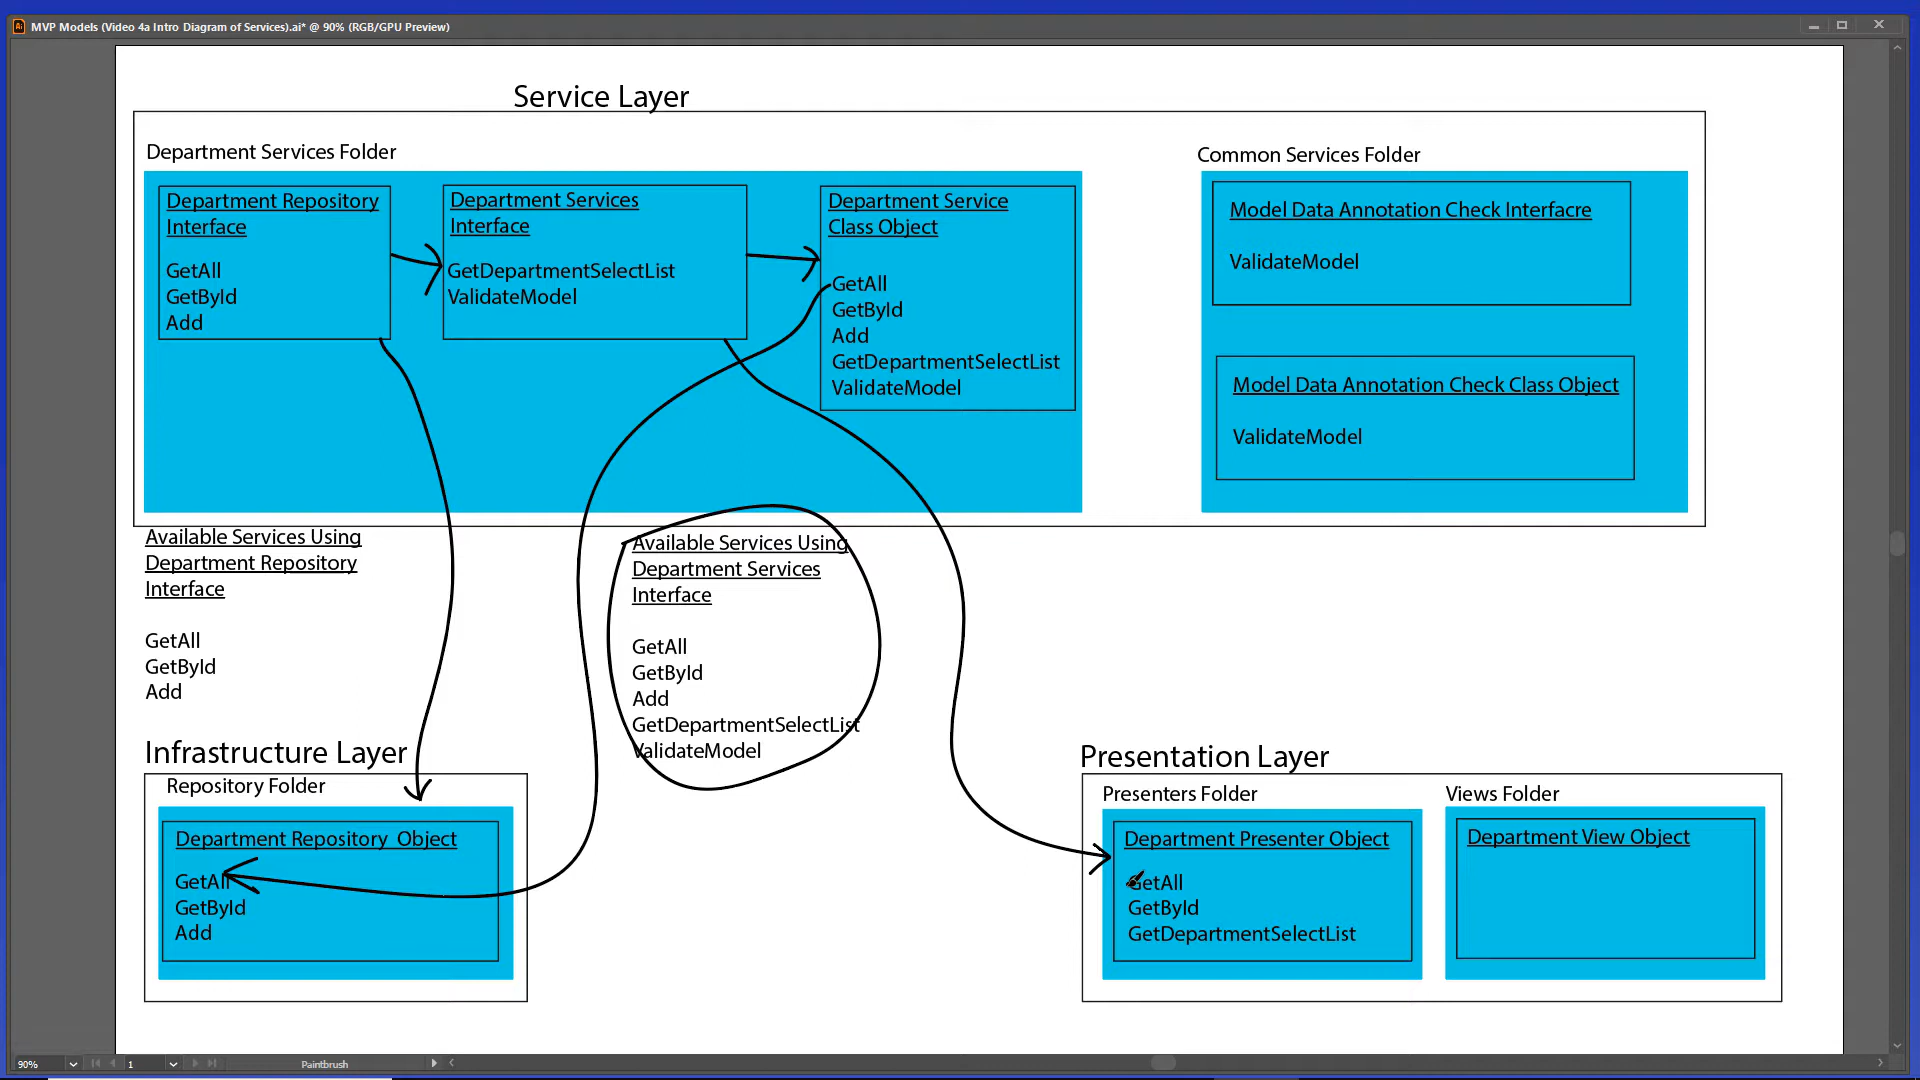 MVP Models (Video 4a Intro Diagram of Services).ai* @ 90% (RGB/GPU Preview)
Service Layer
Department Services Folder
Department Repository
Interface
GetAll
GetById
Add
Department Services
Interface
GetDepartmentSelectList
ValidateModel
Department Service
Class Object
GetAll
GetById
Add
GetDepartmentSelectList
ValidateModel
Common Services Folder
Model Data Annotation Check Interfacre
ValidateModel
Model Data Annotation Check Class Object
ValidateModel
Available Services Using
Department Repository
Interface
GetAll
GetById
Add
Available Services Using
Department Services
Interface
GetAll
GetById
Add
GetDepartmentSelectList
ValidateModel
Infrastructure Layer
Repository Folder
Department Repository  Object
GetAll
GetById
Add
Presentation Layer
Presenters Folder
Department Presenter Object
GetAll
GetById
GetDepartmentSelectList
Views Folder
Department View Object
90%
1
Paintbrush